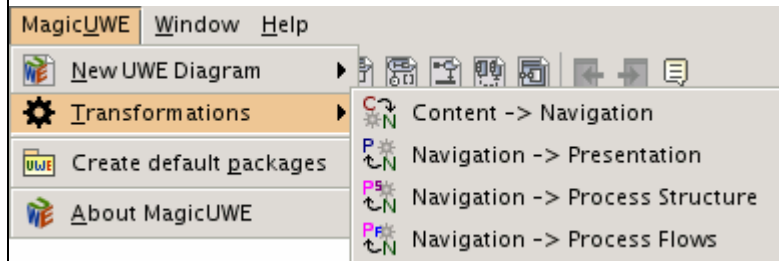 MagicUWE Window Help
New UWE Diagram
Transformations
Create default packages
About MagicUWE
Content -> Navigation
Navigation -> Presentation
Navigation -> Process Structure
Navigation -> Process Flows